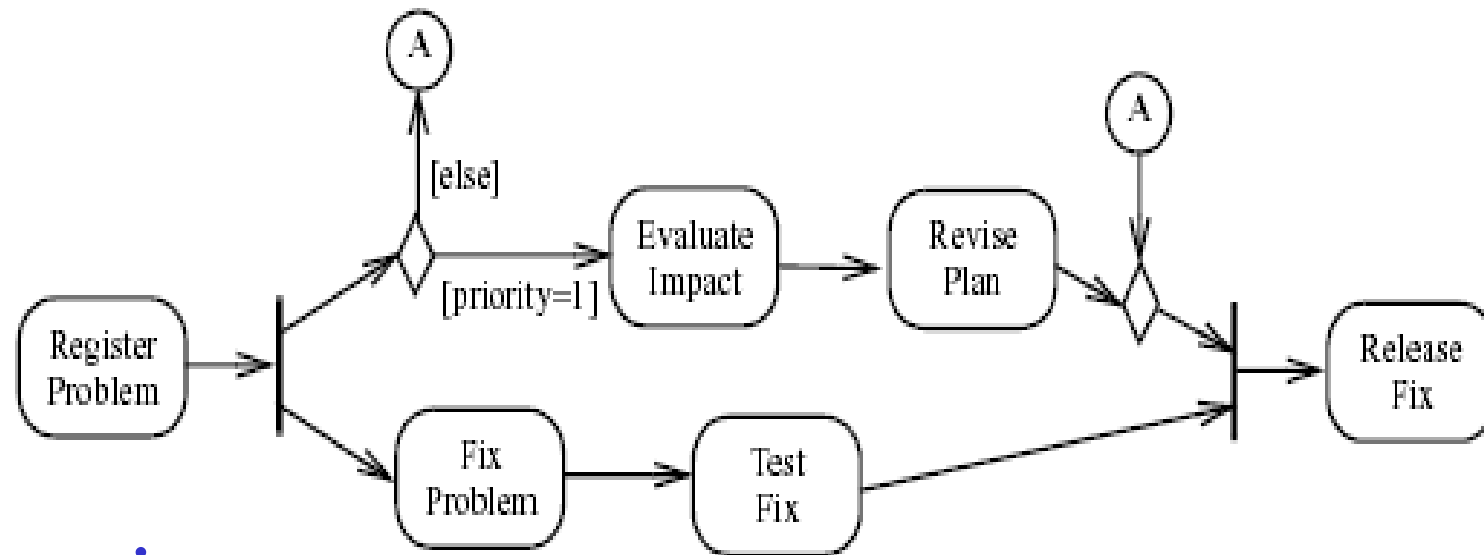 A
A
[else]
Evaluate
Impact
Revise
Plan
[priority=1]
Register
Problem
Release
Fix
Fix
Problem
Test
Fix